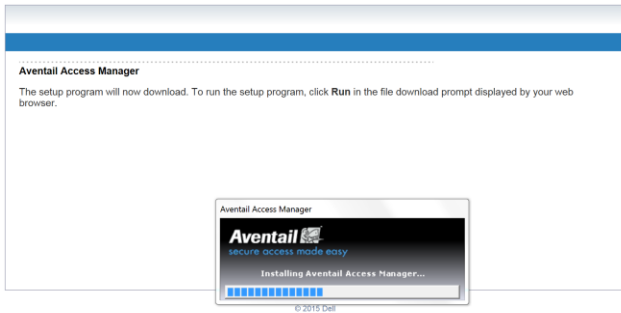 Aventail Access Manager
The setup program will now download. To run the setup program, click Run in the file download prompt displayed by your web
browser.
Aventail Access Manager
Aventail
secure access made easy
Installing Aventail Access Manager...
© 2015 Dell